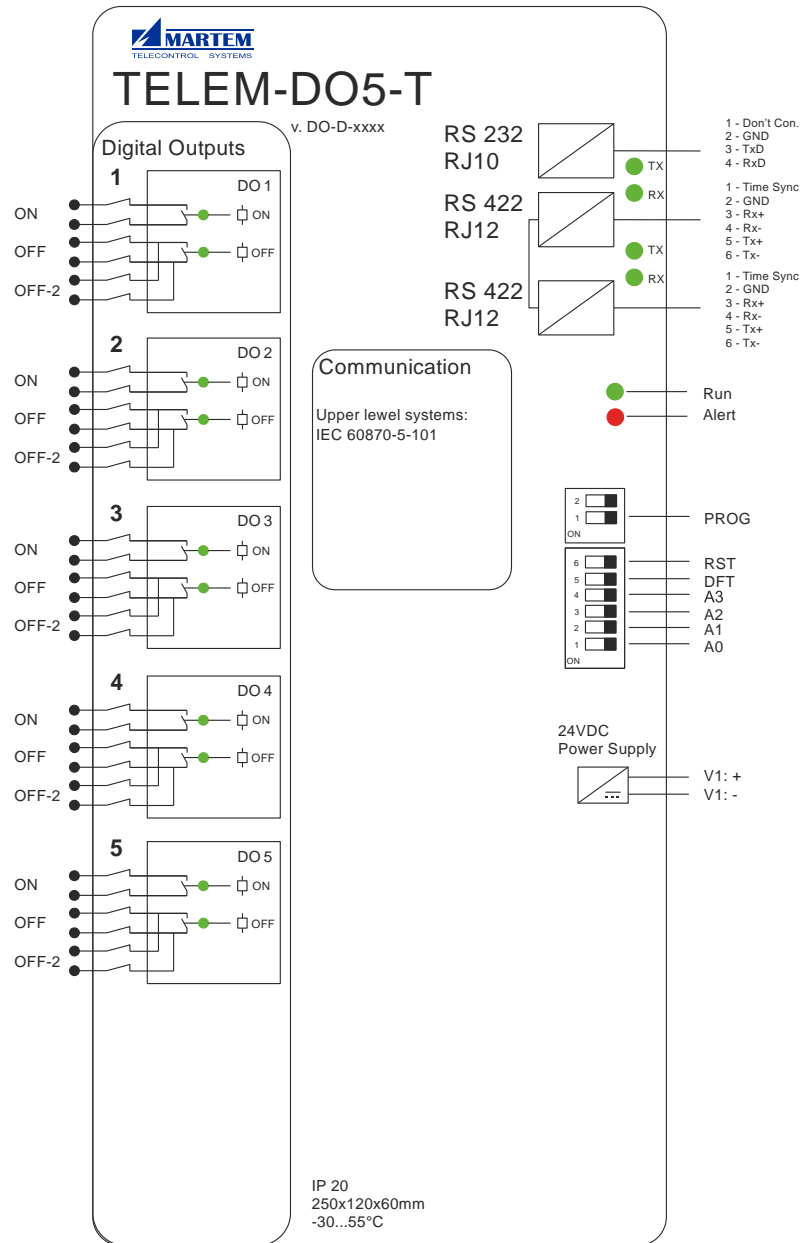 MARTEM
TELECONTROL SYSTEMS
TELEM-DO5-T
v. DO-D-xxxx
Digital Outputs
1
DO 1
ON
ON
OFF
OFF
OFF-2
2
DO 2
ON
ON
OFF
OFF
OFF-2
3
DO 3
ON
ON
OFF
OFF
OFF-2
4
DO 4
ON
ON
OFF
OFF
OFF-2
5
DO 5
ON
ON
OFF
OFF
OFF-2
RS 232
RJ10
TX
RX
1 - Don't Con.
2 - GND
3 - TxD
4 - RxD
RS 422
RJ12
TX
RX
1 - Time Sync
2 - GND
3 - Rx+
4 - Rx-
5 - Tx+
6 - Tx-
RS 422
RJ12
1 - Time Sync
2 - GND
3 - Rx+
4 - Rx-
5 - Tx+
6 - Tx-
Communication
Upper lewel systems:
IEC 60870-5-101
Run
Alert
2
1
PROG
ON
6
RST
5
DFT
4
A3
3
A2
2
A1
1
A0
ON
24VDC
Power Supply
V1: +
V1: -
IP 20
250x120x60mm
-30...55°C